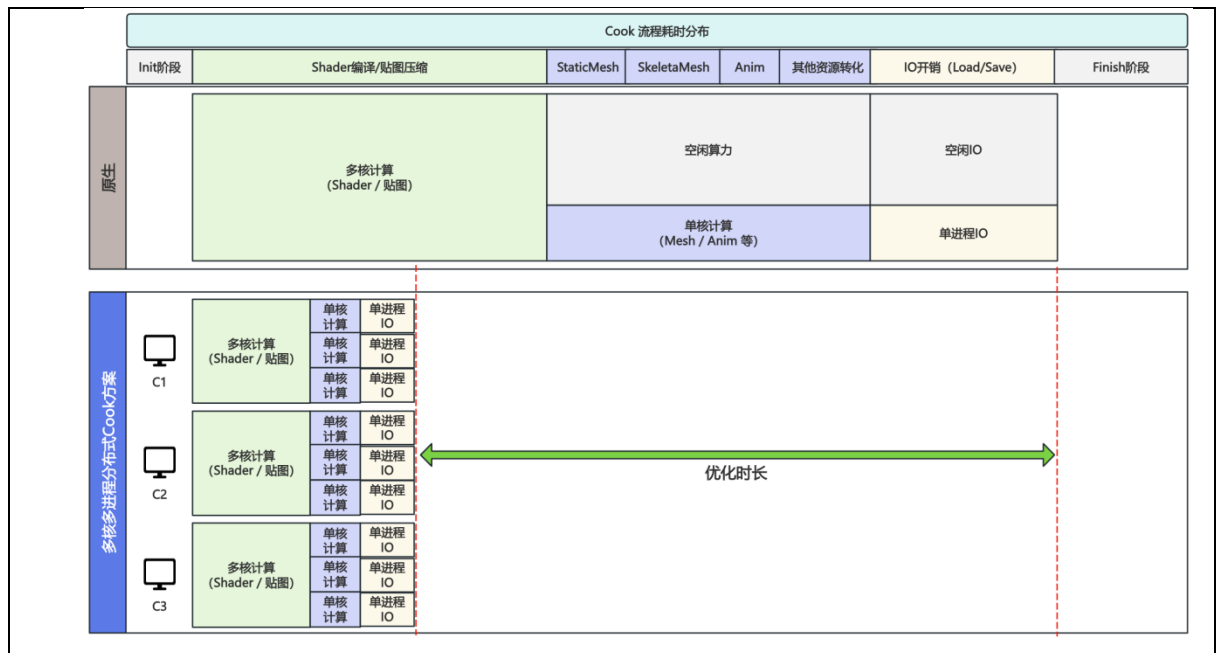 Cook 流程耗时分布
Init阶段
Shader编译/贴图压缩
StaticMesh
SkeletaMesh
Anim
其他资源转化
IO开销（Load/Save）
Finish阶段
原生
多核计算
(Shader / 贴图)
空闲算力
空闲IO
单核计算
(Mesh / Anim 等)
单进程IO
多核多进程分布式Cook方案
C1
多核计算
(Shader / 贴图)
单核
计算
单进程
IO
单核
计算
单进程
IO
单核
计算
单进程
IO
C2
多核计算
(Shader / 贴图)
单核
计算
单进程
IO
单核
计算
单进程
IO
单核
计算
单进程
IO
优化时长
C3
多核计算
(Shader / 贴图)
单核
计算
单进程
IO
单核
计算
单进程
IO
单核
计算
单进程
IO